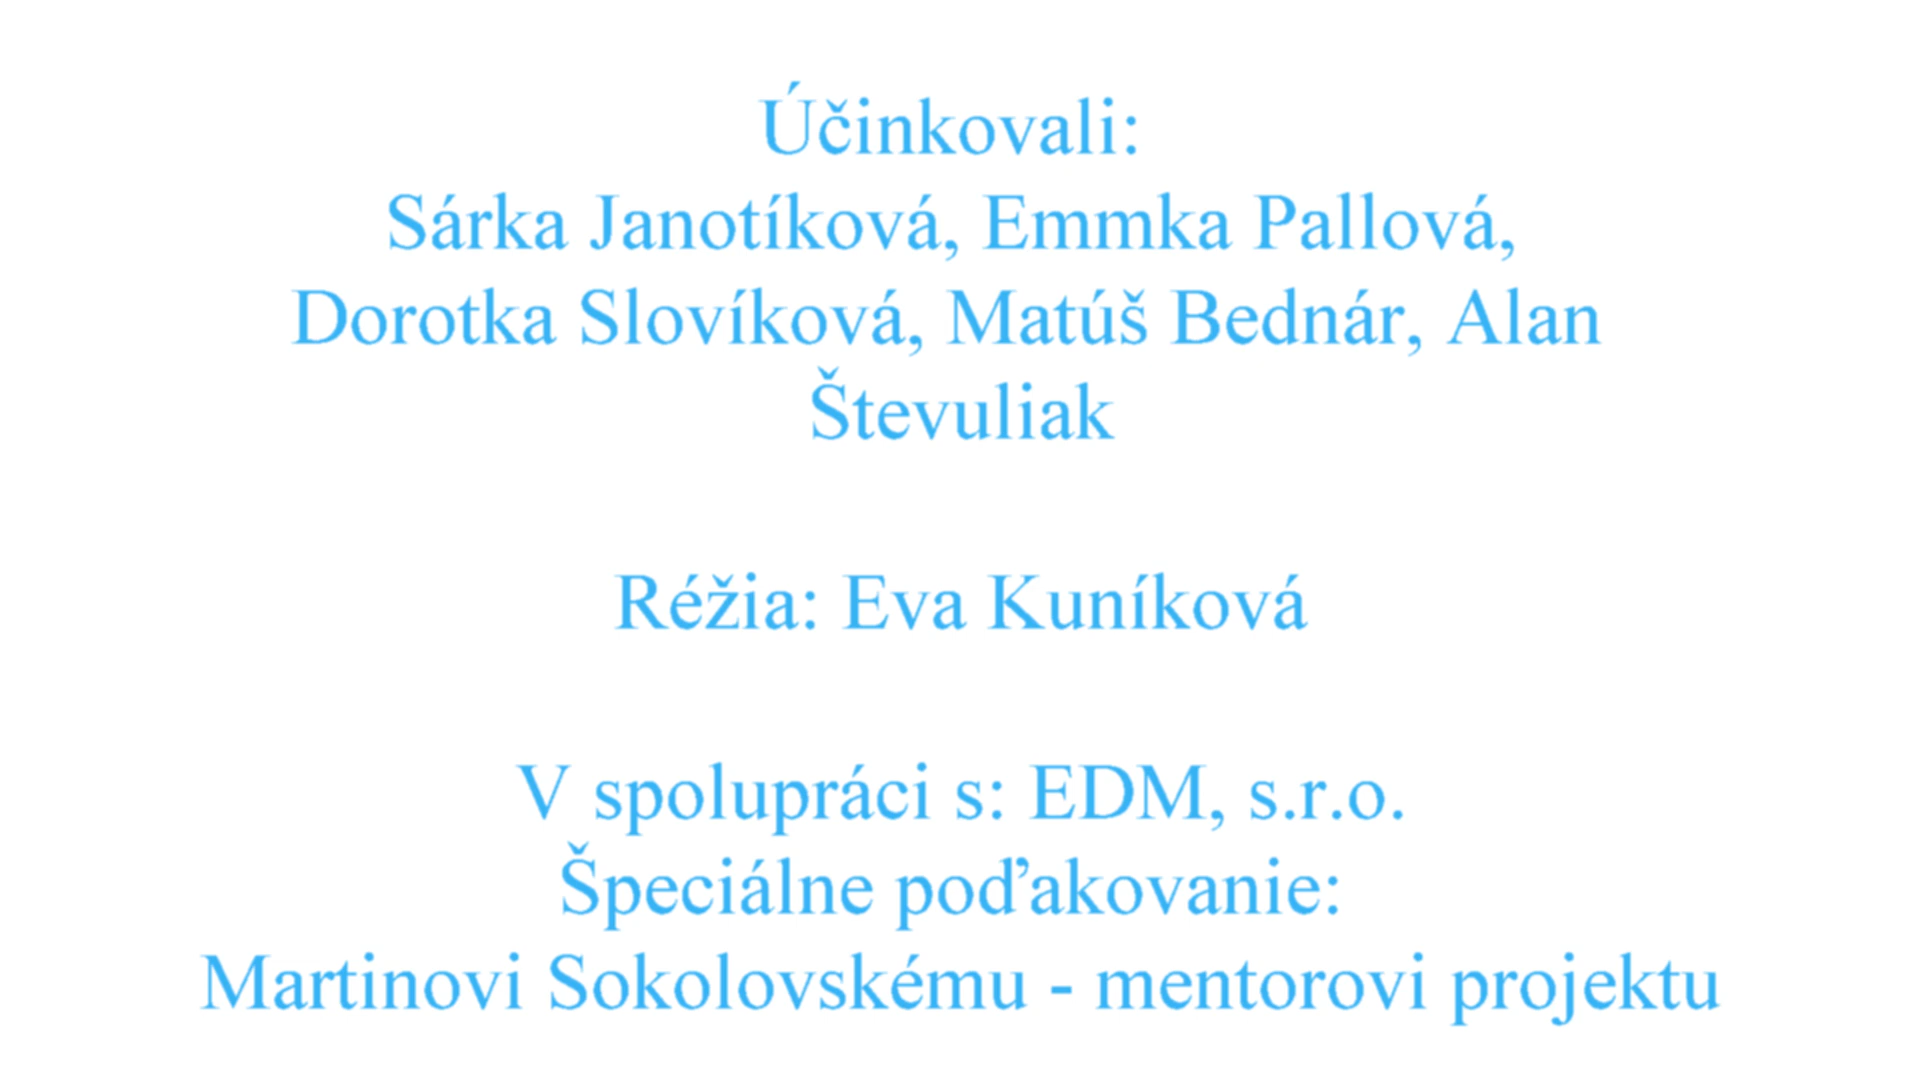 Účinkovali:
Sárka Janotíková, Emmka Pallová,
Dorotka Slovíková, Matúš Bednár, Alan
Števuliak
Réžia: Eva Kuníková
V spolupráci s: EDM, s.r.o.
Špeciálne poďakovanie:
Martinovi Sokolovskému - mentorovi projektu